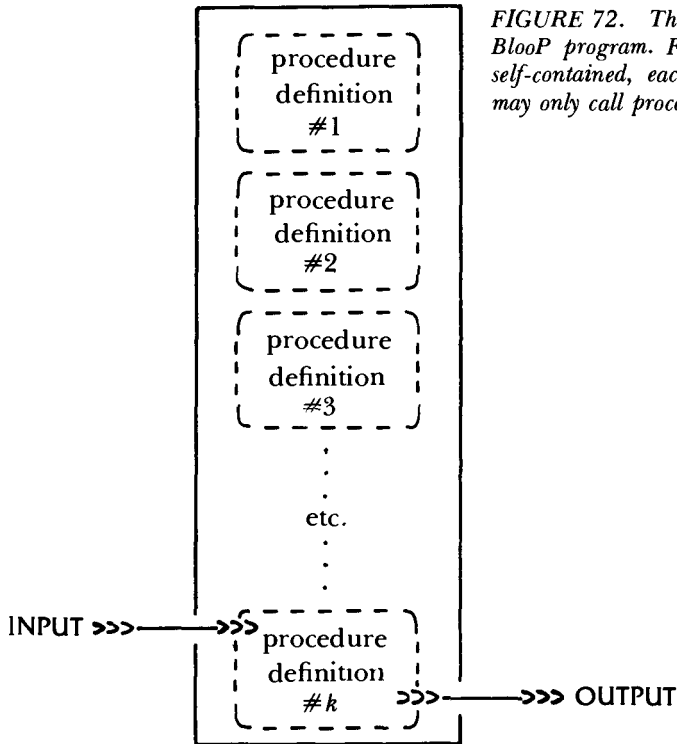 FIGURE 72. Th
BlooP program. F
self-contained, eac
may only call proce
procedure
definition
#1
procedure
definition
#2
procedure
definition
#3
etc.
INPUT >>> >>> procedure
definition
#k >>> >>> OUTPUT